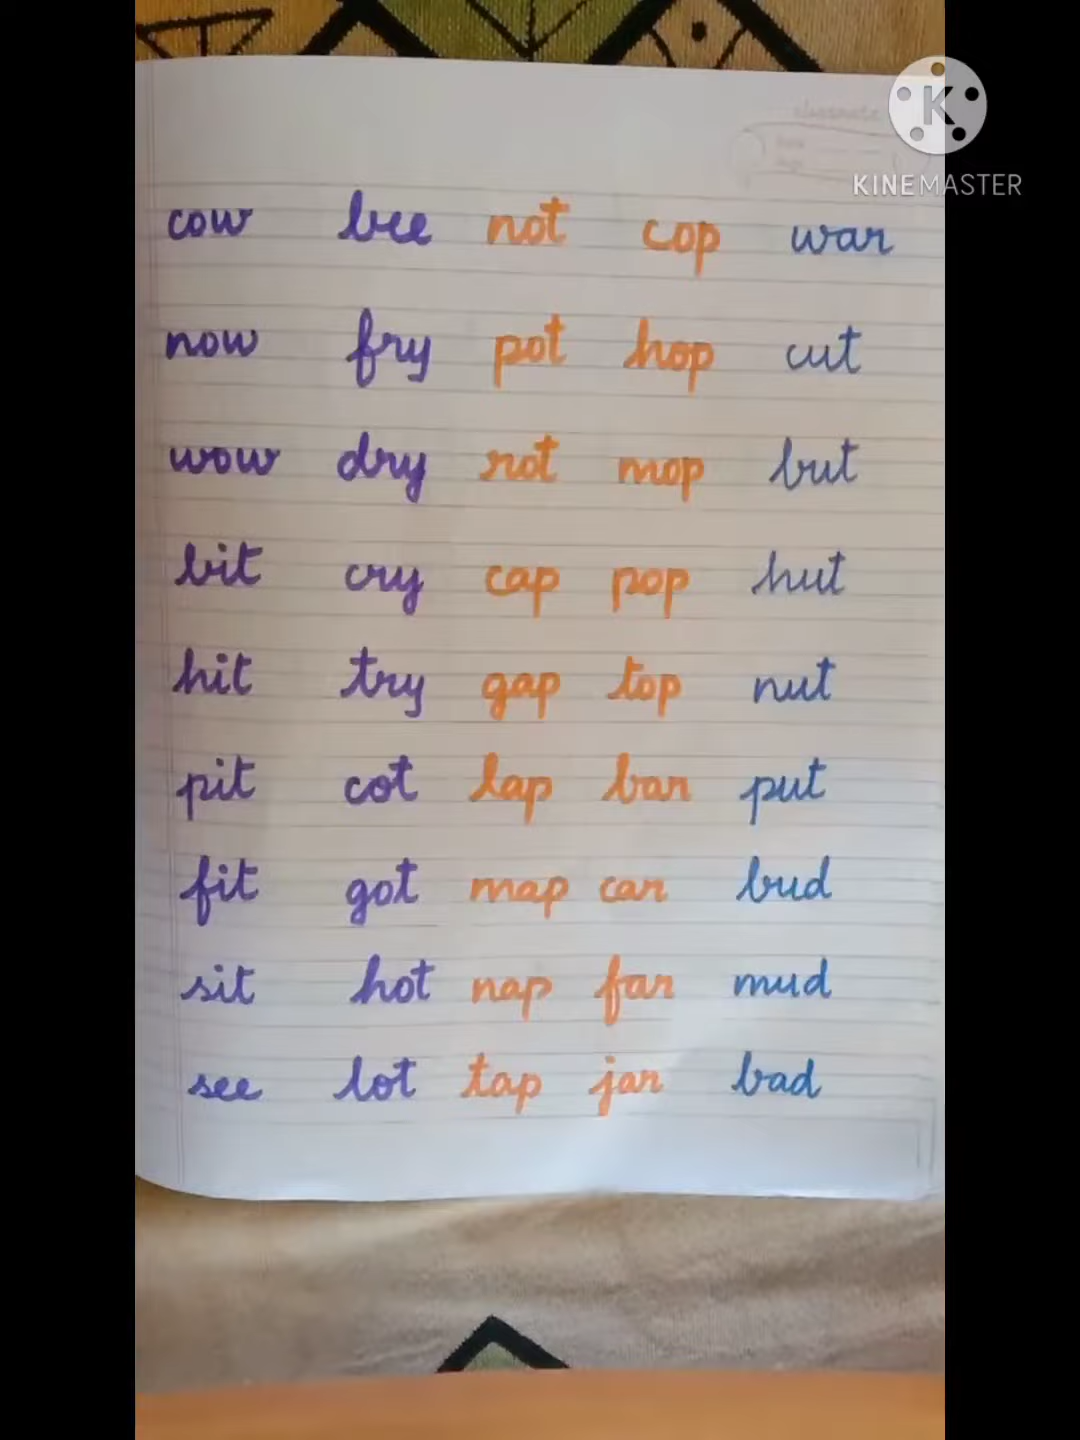 classmate
KINEMASTER
cow bee not cop war
now fry pot hop cut
wow dry rot mop but
bit cry cap pop hut
hit try gap top nut
pit cot lap bar put
fit got map car bud
sit hot nap far mud
see lot tap jar bad